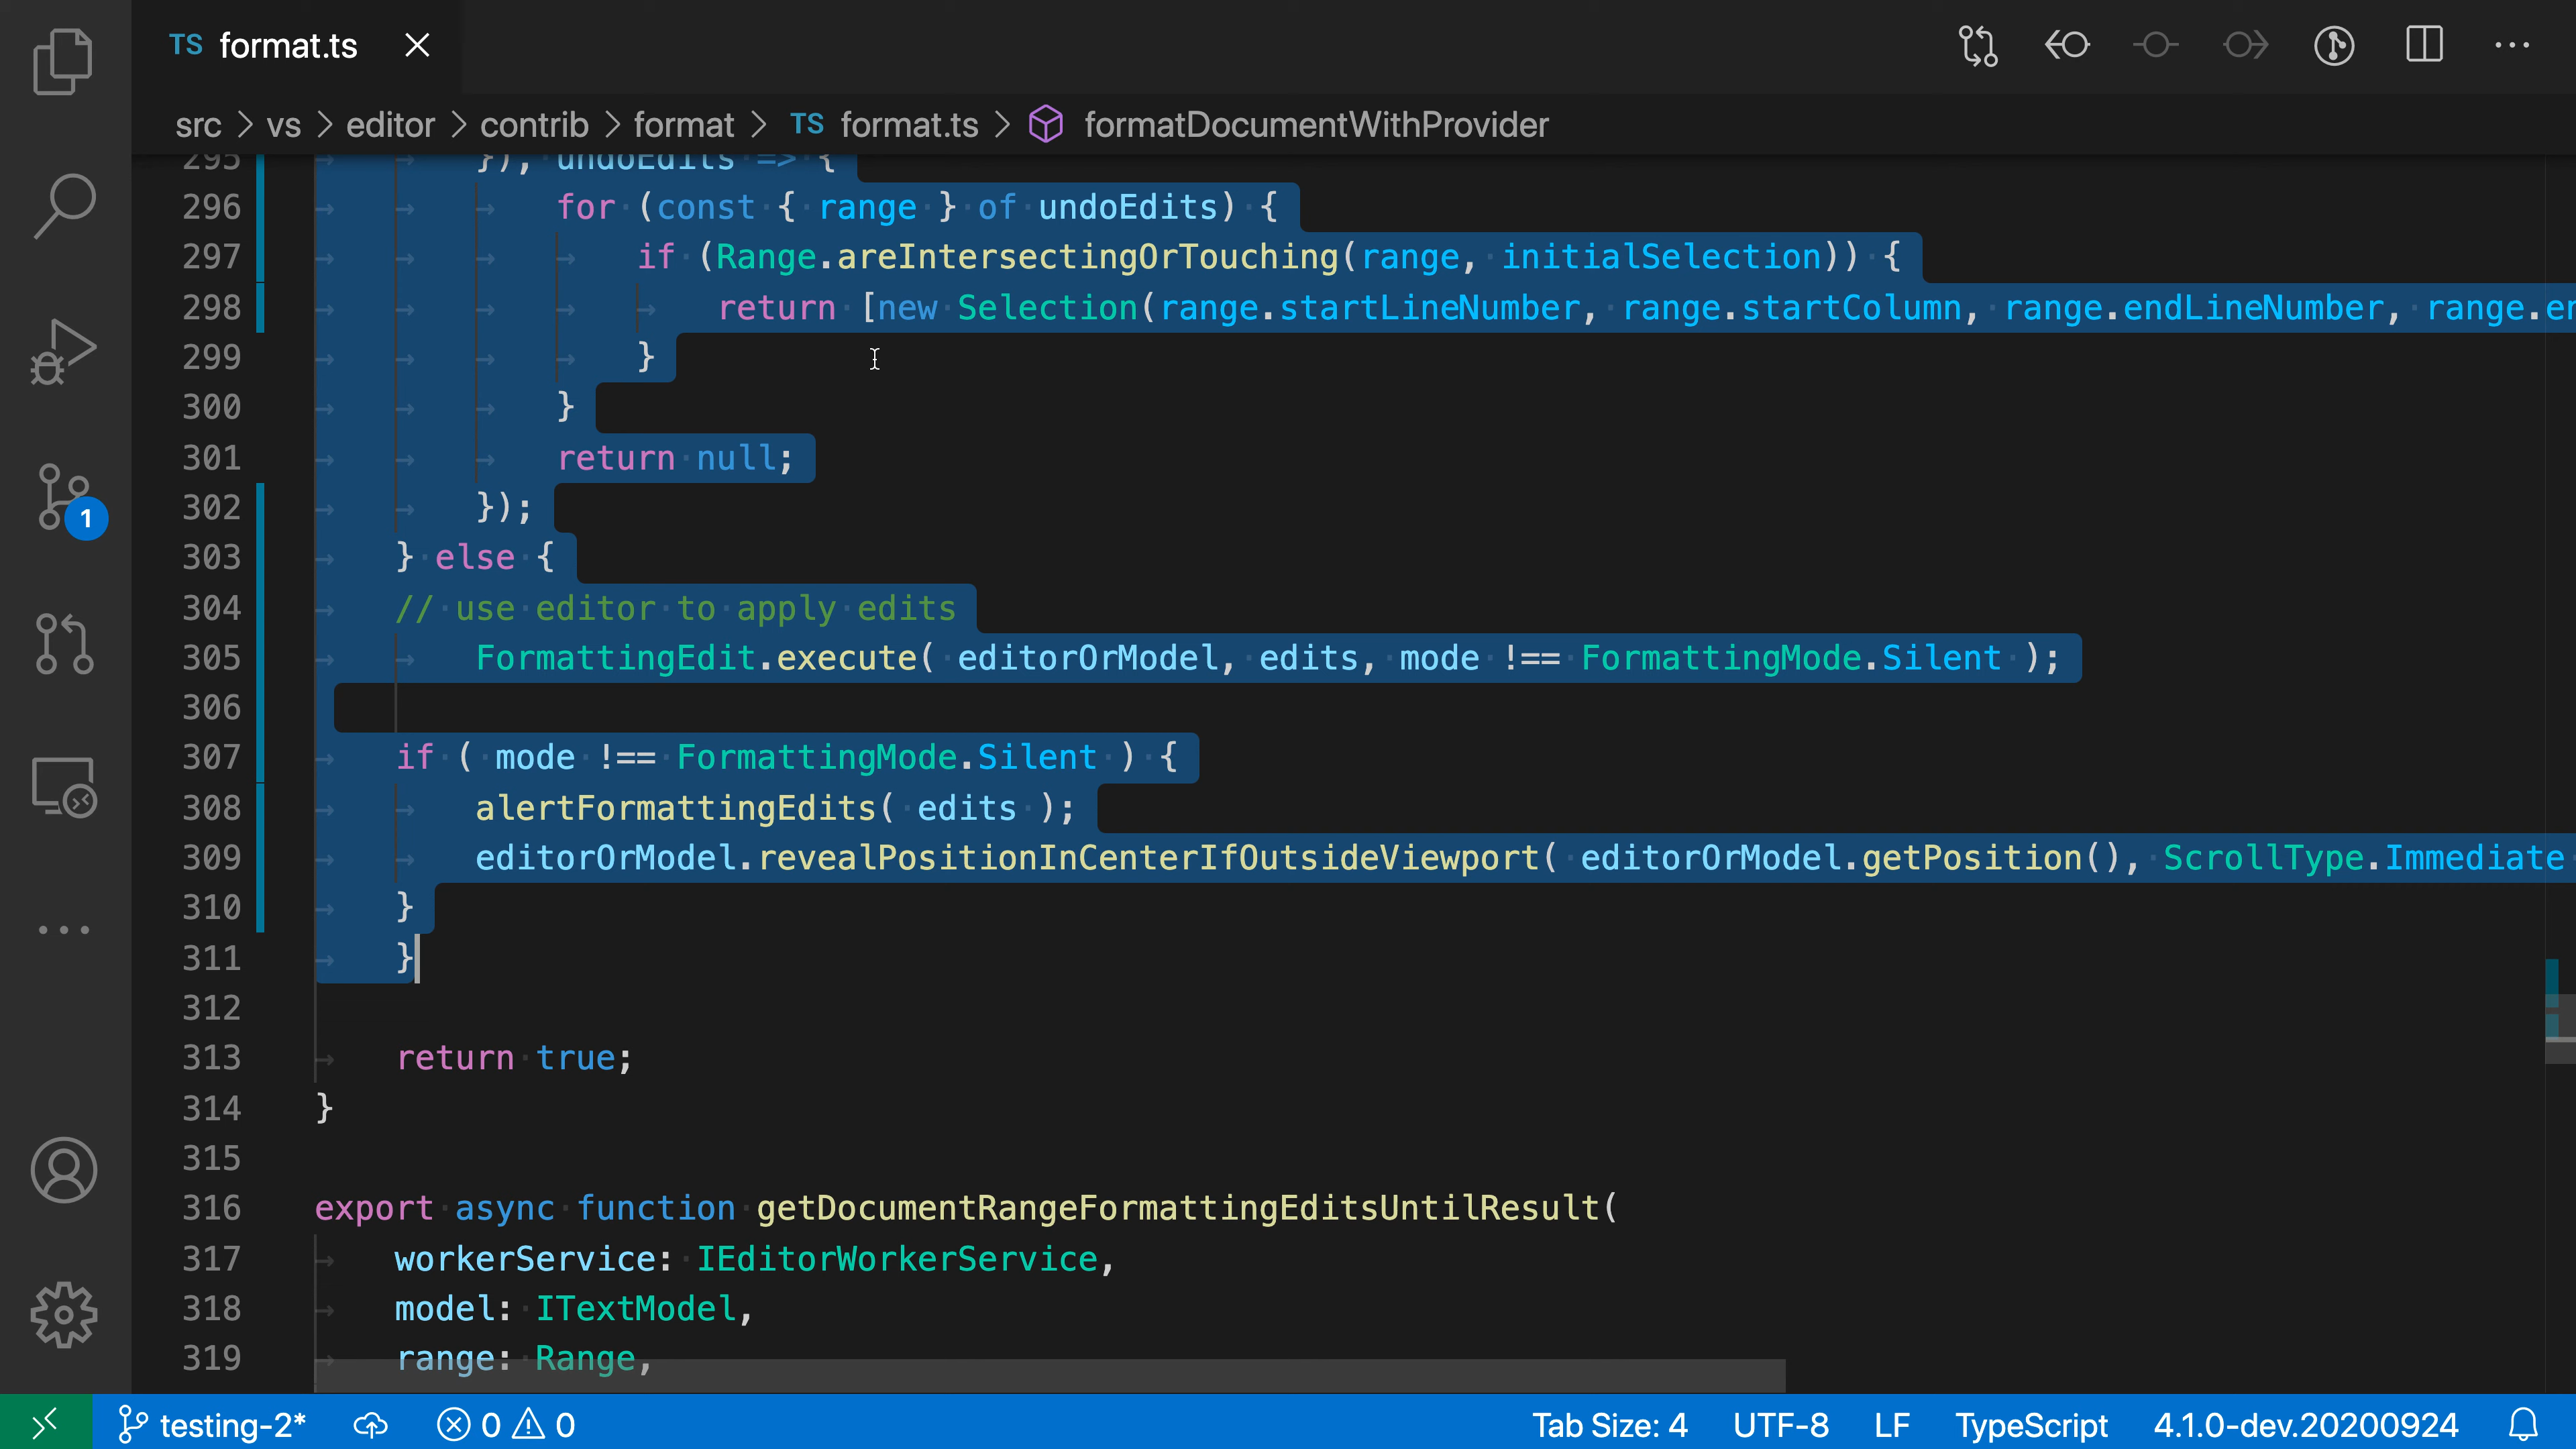 TS format.ts
src > vs > editor > contrib > format > TS format.ts > formatDocumentWithProvider
295 }), undoEdits => {
296 for (const { range } of undoEdits) {
297 if (Range.areIntersectingOrTouching(range, initialSelection)) {
298 return [new Selection(range.startLineNumber, range.startColumn, range.endLineNumber, range.en
299 }
300 }
301 return null;
302 });
303 } else {
304 // use editor to apply edits
305 FormattingEdit.execute( editorOrModel, edits, mode !== FormattingMode.Silent );
306
307 if ( mode !== FormattingMode.Silent ) {
308 alertFormattingEdits( edits );
309 editorOrModel.revealPositionInCenterIfOutsideViewport( editorOrModel.getPosition(), ScrollType.Immediate
310 }
311 }
312
313 return true;
314 }
315
316 export async function getDocumentRangeFormattingEditsUntilResult(
317 workerService: IEditorWorkerService,
318 model: ITextModel,
319 range: Range,
1
testing-2* 0 0 Tab Size: 4 UTF-8 LF TypeScript 4.1.0-dev.20200924